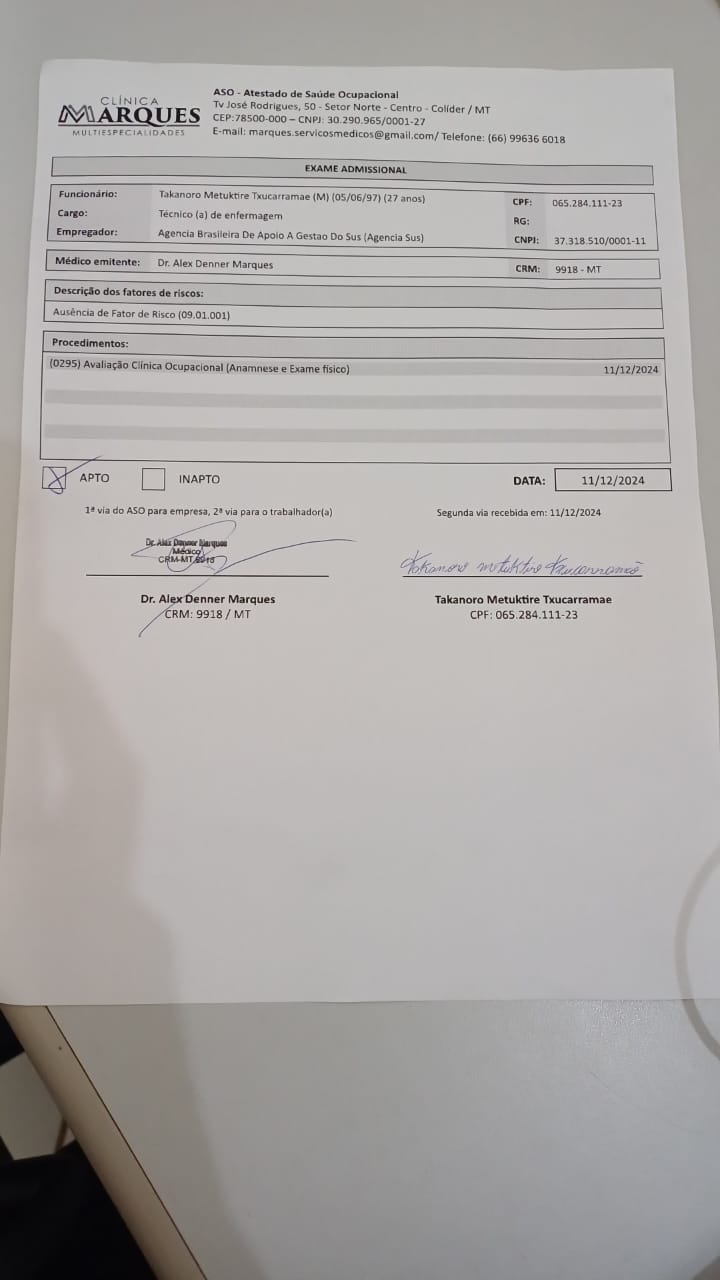 CLÍNICA
MARQUES
MULTIESPECIALIDADES
ASO - Atestado de Saúde Ocupacional
Tv José Rodrigues, 50 - Setor Norte - Centro - Colíder / MT
CEP:78500-000 – CNPJ: 30.290.965/0001-27
E-mail: marques.servicosmedicos@gmail.com/ Telefone: (66) 99636 6018
EXAME ADMISSIONAL
Funcionário: Takanoro Metuktire Txucarramae (M) (05/06/97) (27 anos) CPF: 065.284.111-23
Cargo: Técnico (a) de enfermagem RG:
Empregador: Agencia Brasileira De Apoio A Gestao Do Sus (Agencia Sus) CNPJ: 37.318.510/0001-11
Médico emitente: Dr. Alex Denner Marques CRM: 9918 - MT
Descrição dos fatores de riscos:
Ausência de Fator de Risco (09.01.001)
Procedimentos:
(0295) Avaliação Clínica Ocupacional (Anamnese e Exame físico) 11/12/2024
APTO INAPTO DATA: 11/12/2024
1ª via do ASO para empresa, 2ª via para o trabalhador(a) Segunda via recebida em: 11/12/2024
Dr. Alex Denner Marques
Médico
CRM-MT 9918
Takanoro metuktire Txucarramãe
Dr. Alex Denner Marques Takanoro Metuktire Txucarramae
CRM: 9918 / MT CPF: 065.284.111-23